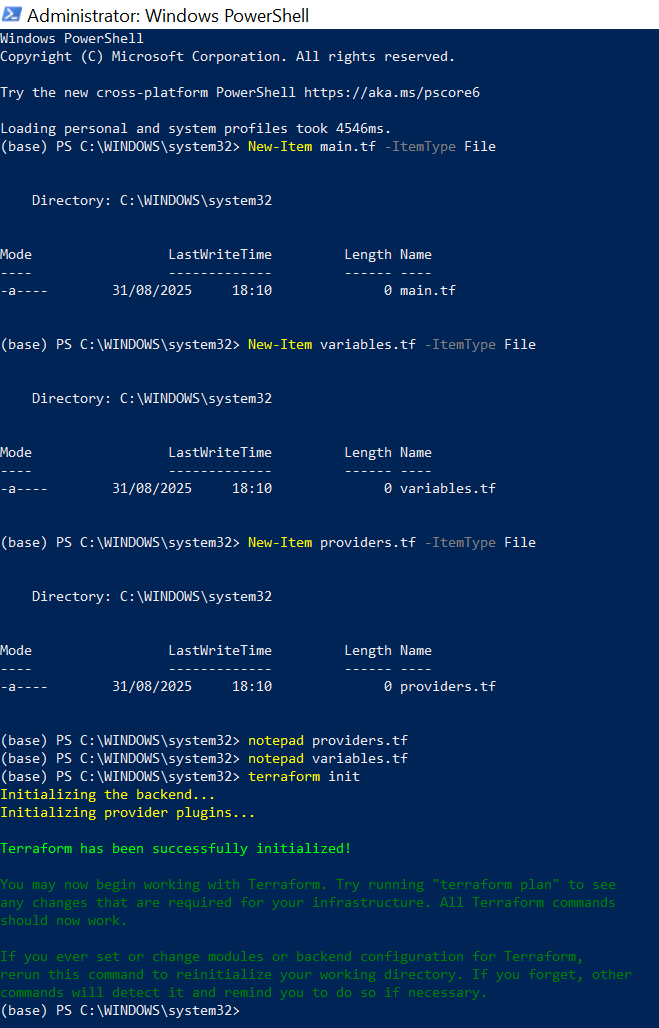 Administrator: Windows PowerShell
Windows PowerShell
Copyright (C) Microsoft Corporation. All rights reserved.
Try the new cross-platform PowerShell https://aka.ms/pscore6
Loading personal and system profiles took 4546ms.
(base) PS C:\WINDOWS\system32> New-Item main.tf -ItemType File
Directory: C:\WINDOWS\system32
Mode LastWriteTime Length Name
---- ------------- ------ ----
-a---- 31/08/2025 18:10 0 main.tf
(base) PS C:\WINDOWS\system32> New-Item variables.tf -ItemType File
Directory: C:\WINDOWS\system32
Mode LastWriteTime Length Name
---- ------------- ------ ----
-a---- 31/08/2025 18:10 0 variables.tf
(base) PS C:\WINDOWS\system32> New-Item providers.tf -ItemType File
Directory: C:\WINDOWS\system32
Mode LastWriteTime Length Name
---- ------------- ------ ----
-a---- 31/08/2025 18:10 0 providers.tf
(base) PS C:\WINDOWS\system32> notepad providers.tf
(base) PS C:\WINDOWS\system32> notepad variables.tf
(base) PS C:\WINDOWS\system32> terraform init
Initializing the backend...
Initializing provider plugins...
Terraform has been successfully initialized!
You may now begin working with Terraform. Try running "terraform plan" to see
any changes that are required for your infrastructure. All Terraform commands
should now work.
If you ever set or change modules or backend configuration for Terraform,
rerun this command to reinitialize your working directory. If you forget, other
commands will detect it and remind you to do so if necessary.
(base) PS C:\WINDOWS\system32>